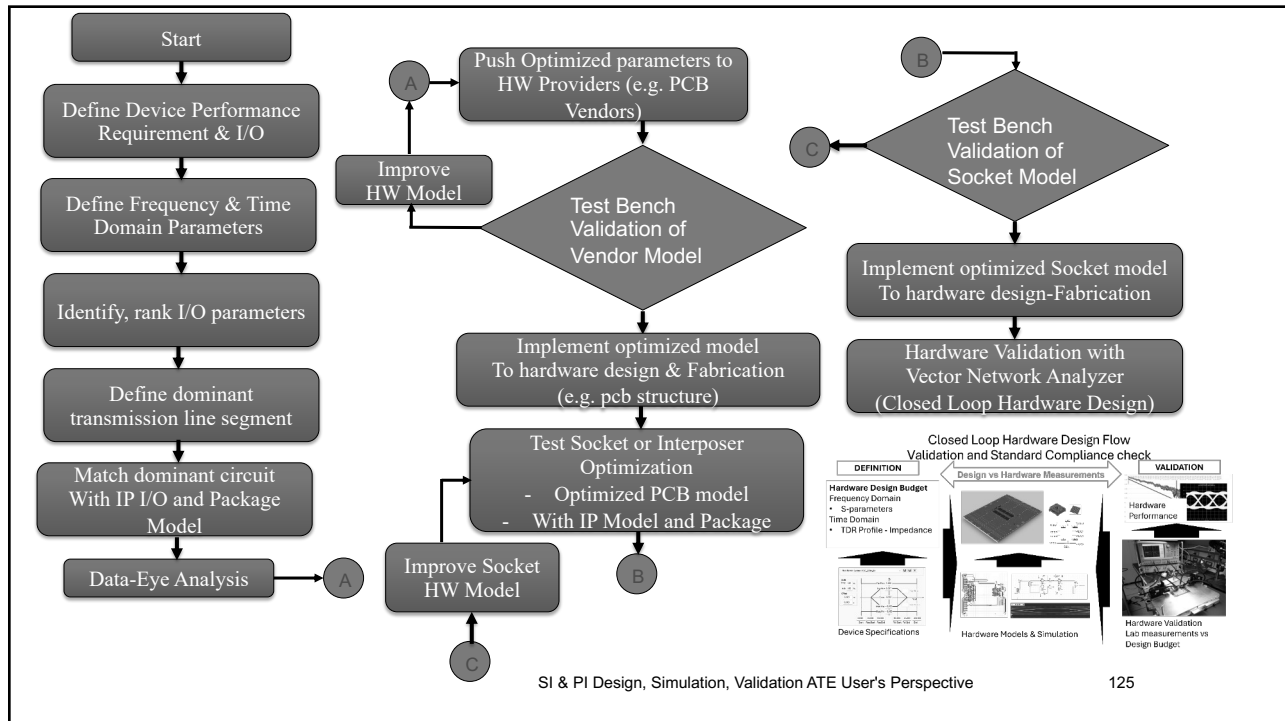 Start
Define Device Performance
Requirement & I/O
Define Frequency & Time
Domain Parameters
Identify, rank I/O parameters
Define dominant
transmission line segment
Match dominant circuit
With IP I/O and Package
Model
Data-Eye Analysis
A
A
Push Optimized parameters to
HW Providers (e.g. PCB
Vendors)
Improve
HW Model
Test Bench
Validation of
Vendor Model
Implement optimized model
To hardware design & Fabrication
(e.g. pcb structure)
Test Socket or Interposer
Optimization
- Optimized PCB model
- With IP Model and Package
B
Improve Socket
HW Model
C
B
C
Test Bench
Validation of
Socket Model
Implement optimized Socket model
To hardware design-Fabrication
Hardware Validation with
Vector Network Analyzer
(Closed Loop Hardware Design)
Closed Loop Hardware Design Flow
Validation and Standard Compliance check
DEFINITION
Design vs Hardware Measurements
VALIDATION
Hardware Design Budget
Frequency Domain
• S-parameters
Time Domain
• TDR Profile - Impedance
Hardware
Performance
Device Specifications
Hardware Models & Simulation
Hardware Validation
Lab measurements vs
Design Budget
SI & PI Design, Simulation, Validation ATE User's Perspective
125